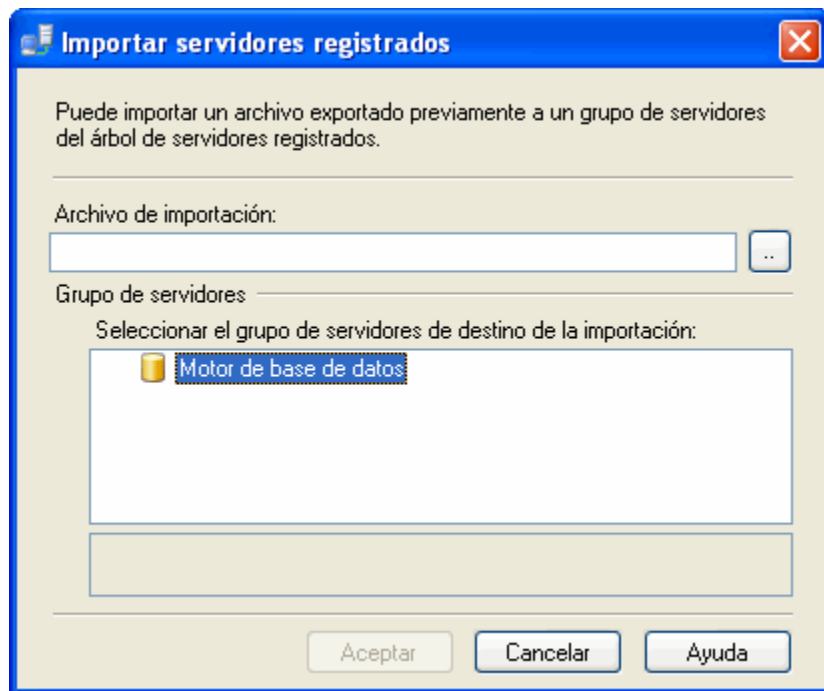 Importar servidores registrados
Puede importar un archivo exportado previamente a un grupo de servidores
del árbol de servidores registrados.
Archivo de importación:
..
Grupo de servidores
Seleccionar el grupo de servidores de destino de la importación:
Motor de base de datos
Aceptar
Cancelar
Ayuda